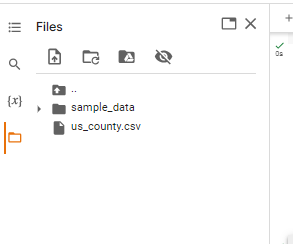 Files
..
sample_data
us_county.csv
{x}
0s